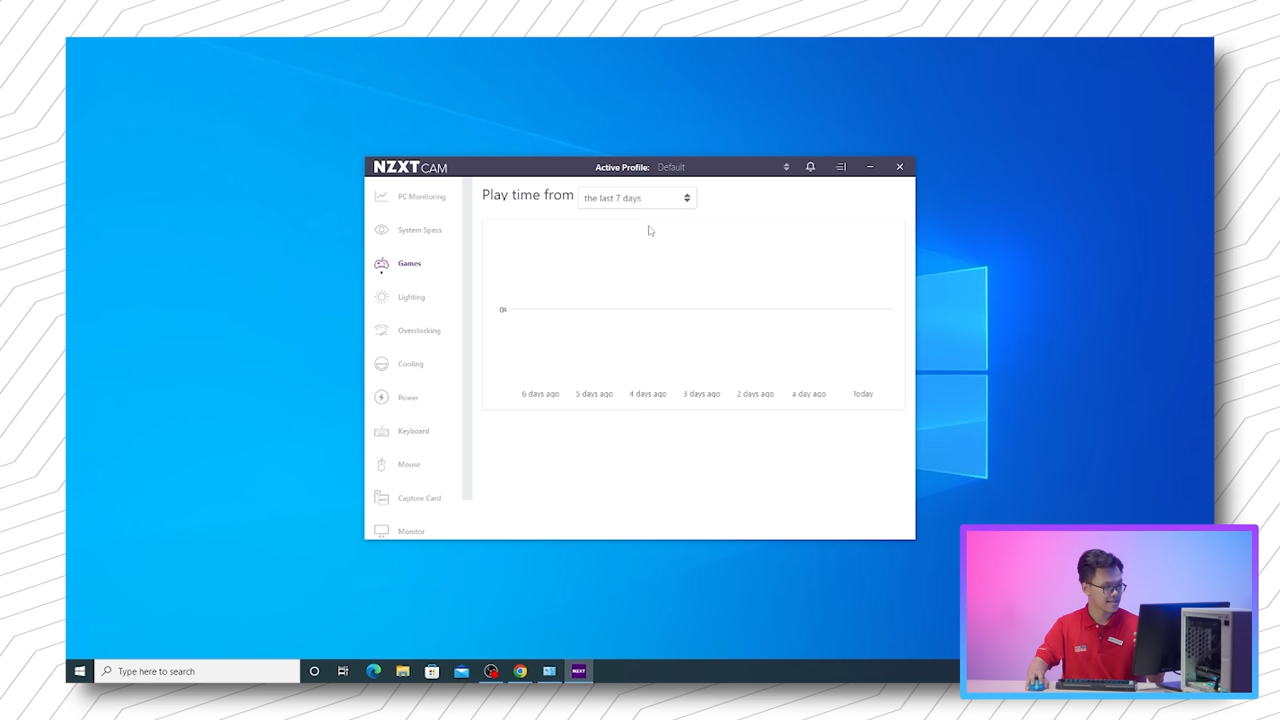 NZXT CAM
Active Profile: Default
PC Monitoring
System Specs
Games
Lighting
Overclocking
Cooling
Power
Keyboard
Mouse
Capture Card
Monitor
Play time from
the last 7 days
0s
6 days ago
5 days ago
4 days ago
3 days ago
2 days ago
a day ago
Today
Type here to search
NZXT